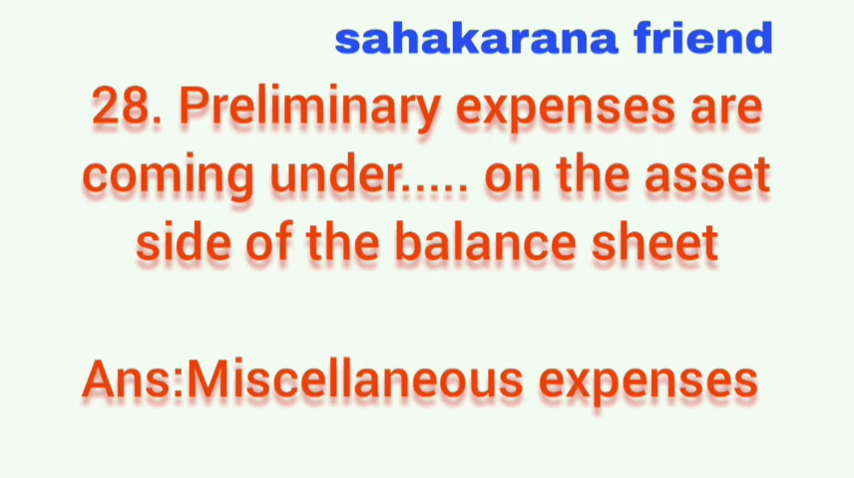 sahakarana friend
28. Preliminary expenses are
coming under..... on the asset
side of the balance sheet
Ans:Miscellaneous expenses